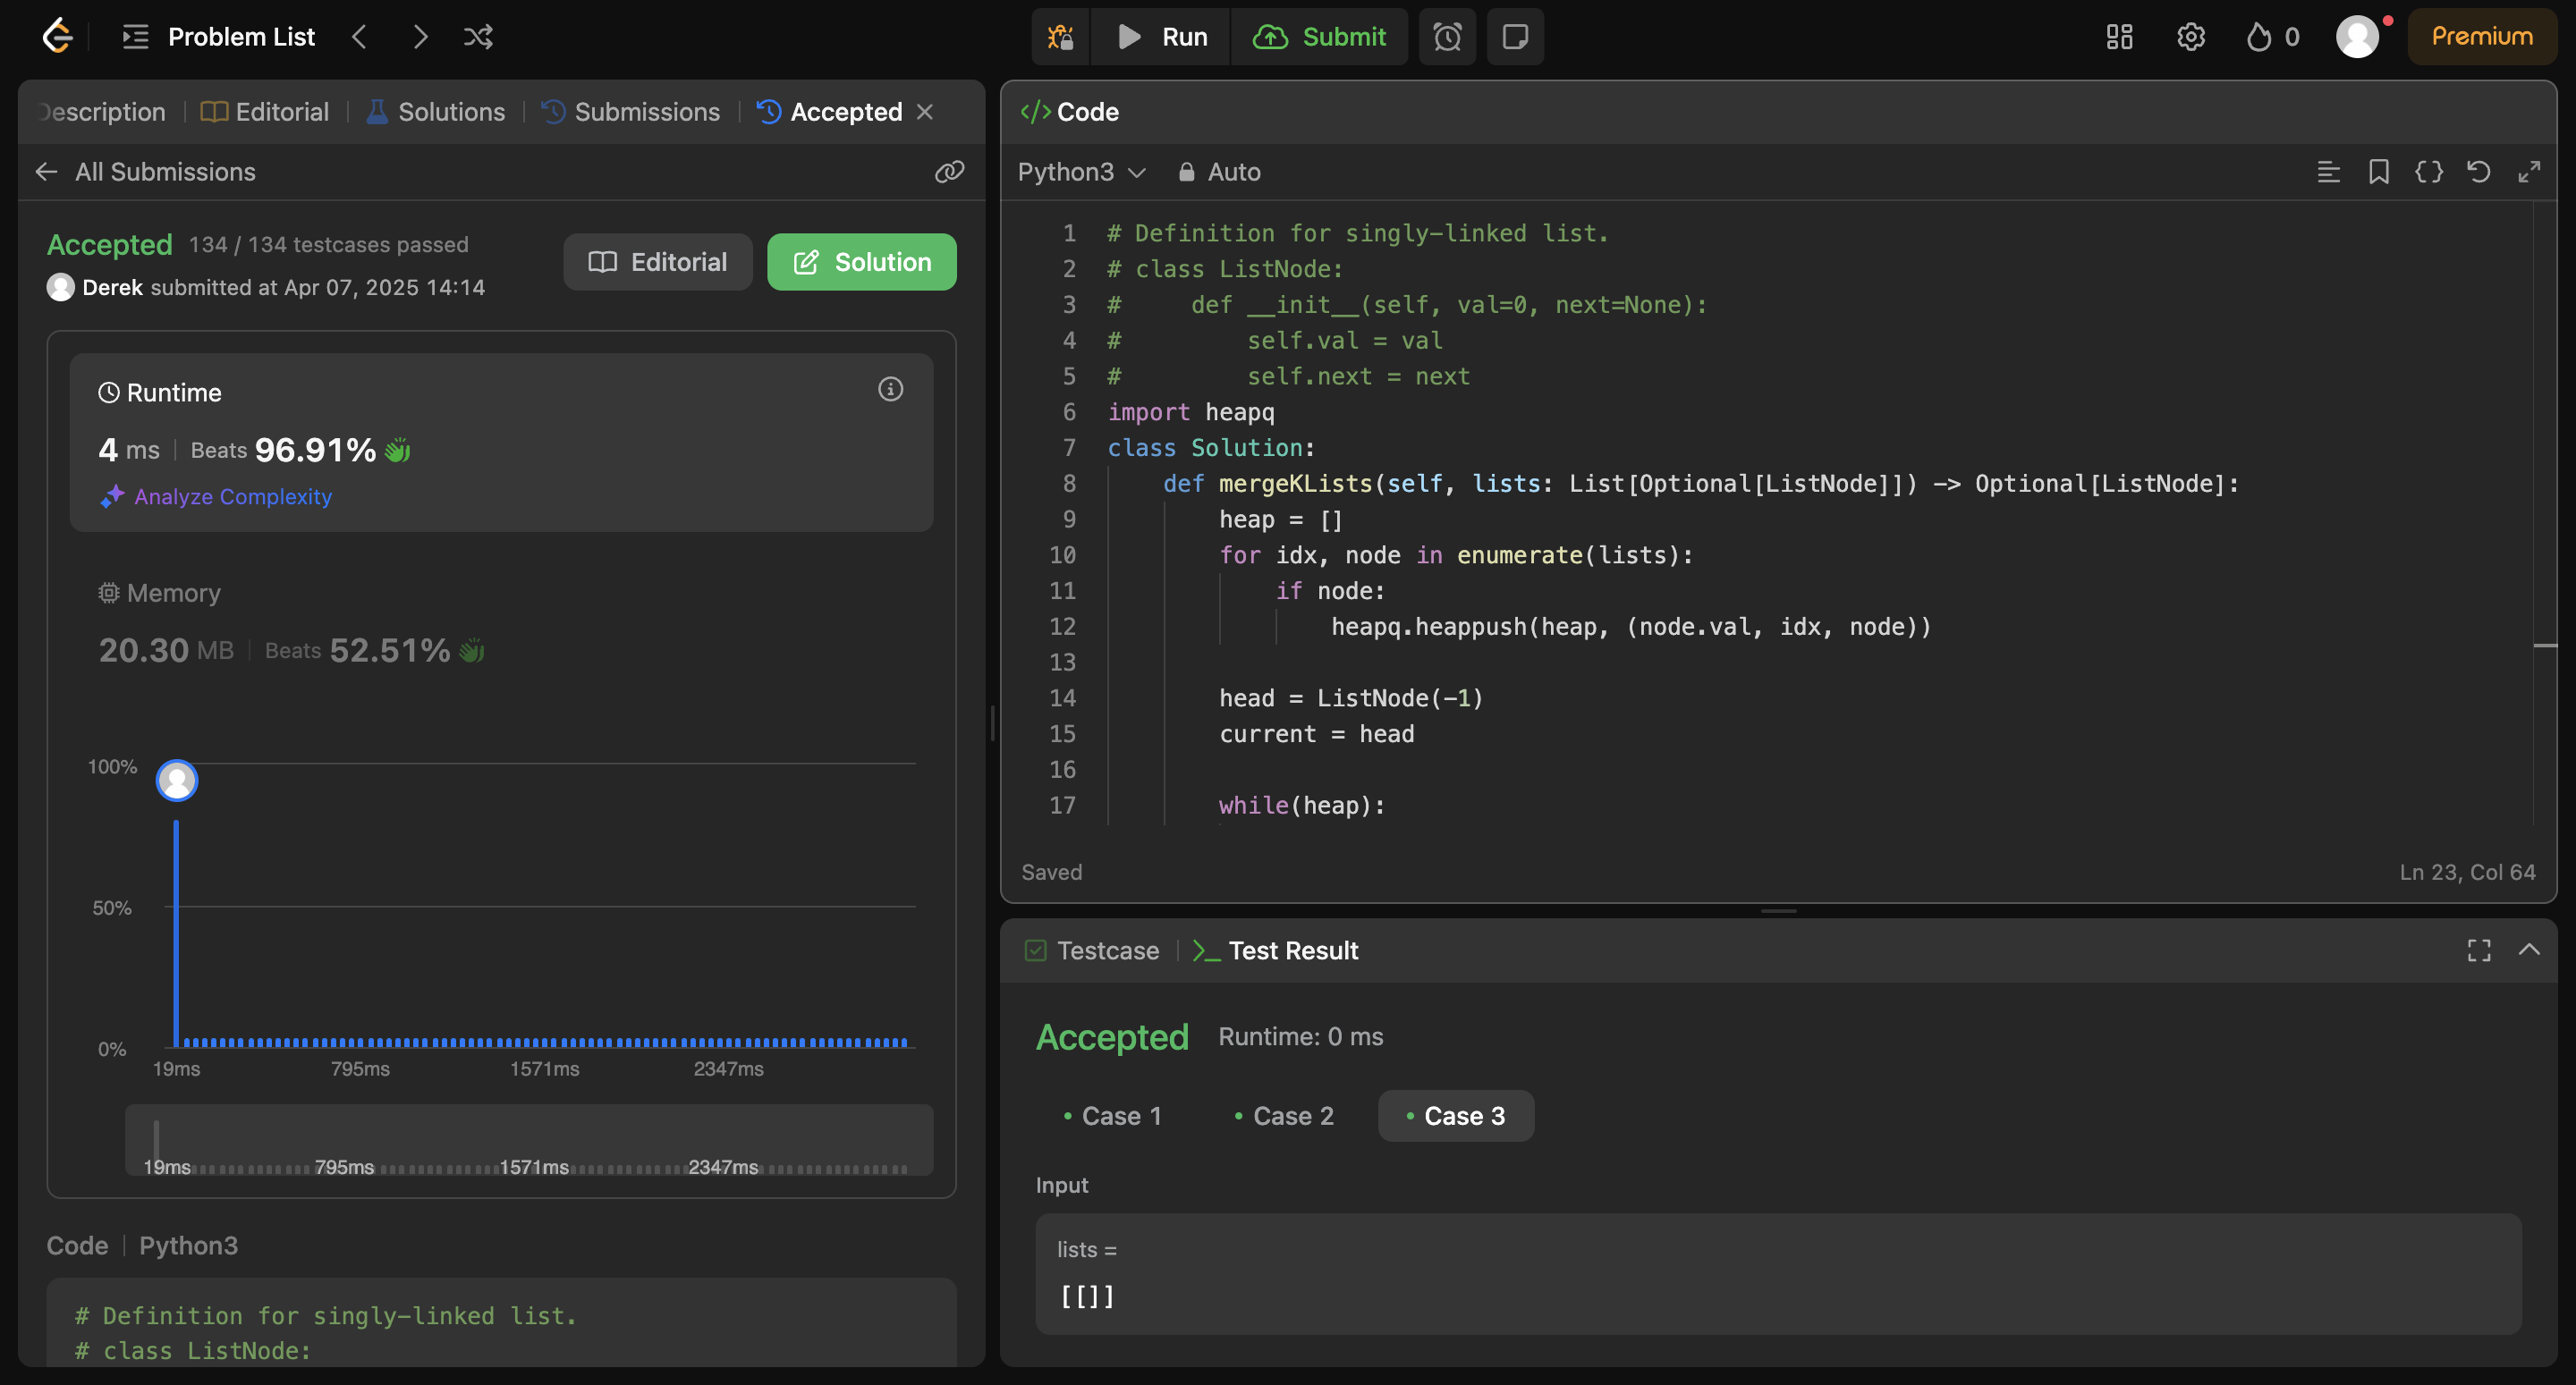 Problem List
Run
Submit
0
Premium
Description
Editorial
Solutions
Submissions
Accepted
All Submissions
Accepted 134 / 134 testcases passed
Derek submitted at Apr 07, 2025 14:14
Editorial
Solution
Runtime
4 ms | Beats 96.91%
Analyze Complexity
Memory
20.30 MB | Beats 52.51%
100%
50%
0%
19ms 795ms 1571ms 2347ms
19ms 795ms 1571ms 2347ms
Code | Python3
# Definition for singly-linked list.
# class ListNode:
</> Code
Python3 Auto
1 # Definition for singly-linked list.
2 # class ListNode:
3 #     def __init__(self, val=0, next=None):
4 #         self.val = val
5 #         self.next = next
6 import heapq
7 class Solution:
8     def mergeKLists(self, lists: List[Optional[ListNode]]) -> Optional[ListNode]:
9         heap = []
10         for idx, node in enumerate(lists):
11             if node:
12                 heapq.heappush(heap, (node.val, idx, node))
13
14         head = ListNode(-1)
15         current = head
16
17         while(heap):
Saved
Ln 23, Col 64
Testcase
Test Result
Accepted Runtime: 0 ms
Case 1
Case 2
Case 3
Input
lists =
[[]]